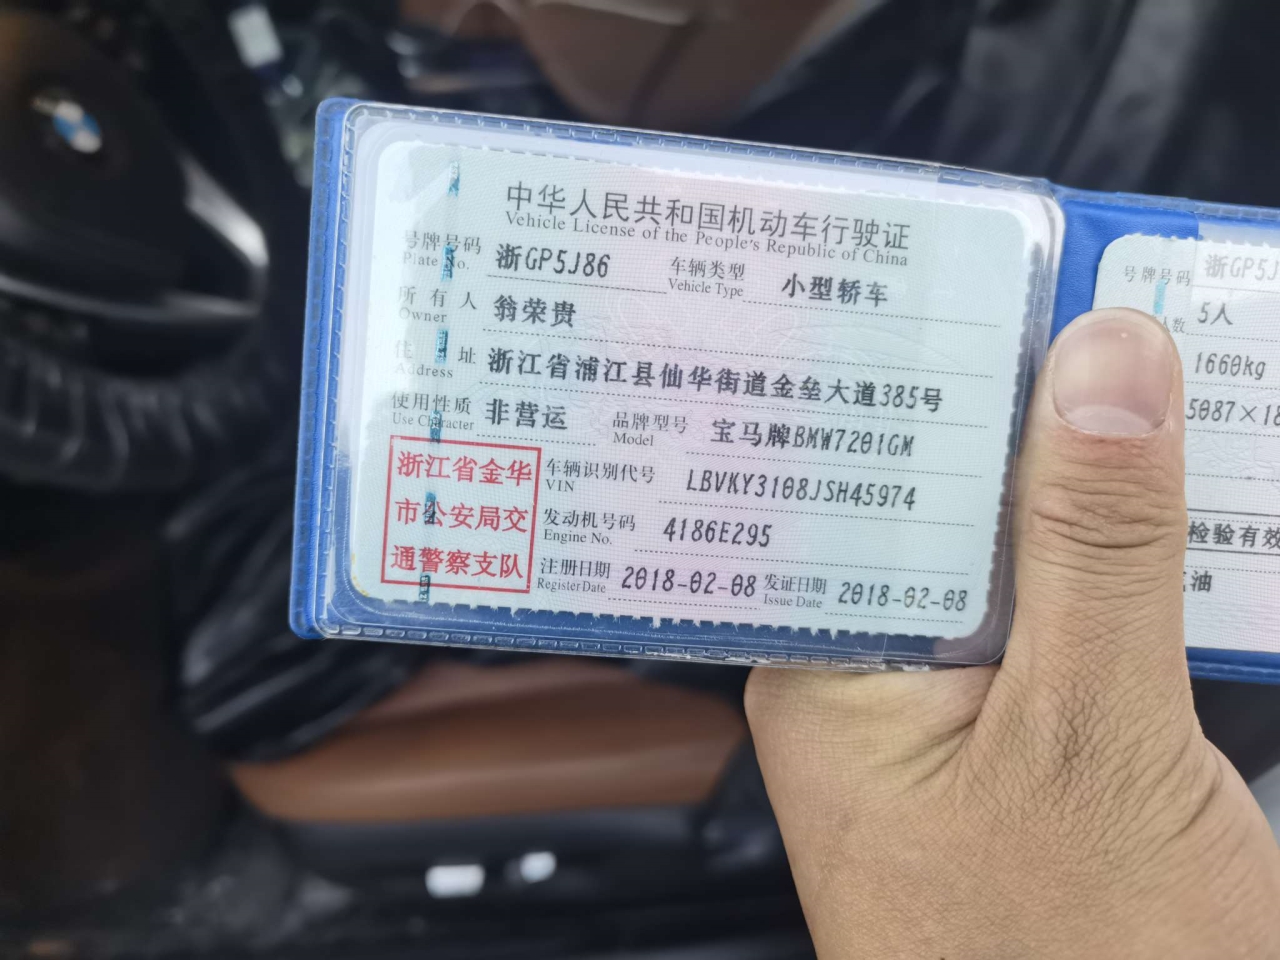 中华人民共和国机动车行驶证
Vehicle License of the People's Republic of China
号牌号码 浙GP5J86 车辆类型 小型轿车
Plate No. Vehicle Type
所有人 翁荣贵
Owner
住址 浙江省浦江县仙华街道金垒大道385号
Address
使用性质 非营运 品牌型号 宝马牌BMW7201GM
Use Character Model
浙江省金华
市公安局交
通警察支队
车辆识别代号 LBVKY3108JSH45974
VIN
发动机号码 4186E295
Engine No.
注册日期 2018-02-08 发证日期 2018-02-08
Register Date Issue Date
号牌号码 浙GP5J
人数 5人
1660kg
5087×18
检验有效
油